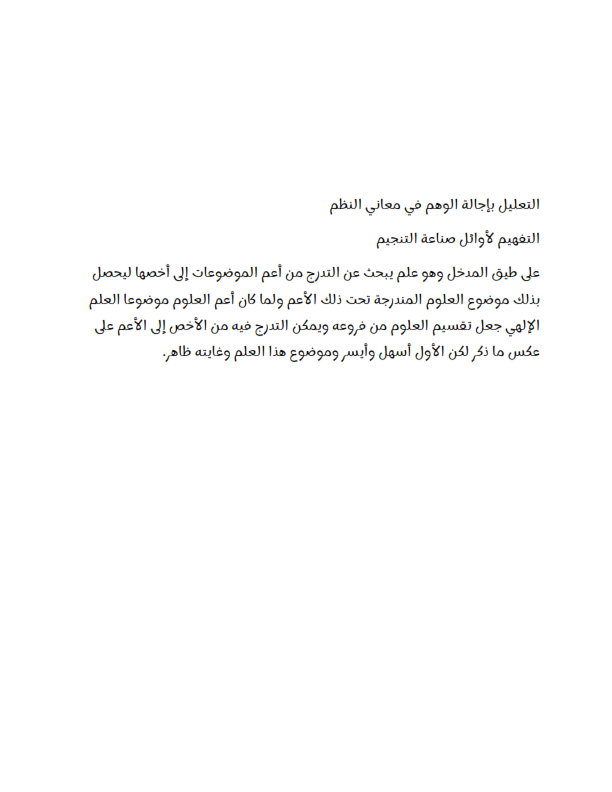 التعليل بإجالة الوهم في معاني النظم
التفهيم لأوائل صناعة التنجيم
على طيق المدخل وهو علم يبحث عن التدرج من أعم الموضوعات إلى أخصها ليحصل
بذلك موضوع العلوم المندرجة تحت ذلك الأعم ولما كان أعم العلوم موضوعا العلم
الإلهي جعل تقسيم العلوم من فروعه ويمكن التدرج فيه من الأخص إلى الأعم على
عكس ما ذكر لكن الأول أسهل وأيسر وموضوع هذا العلم وغايته ظاهر.